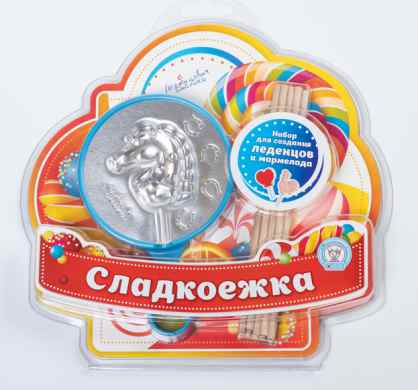 Набор
для создания
леденцов
и мармелада
Сладкоежка